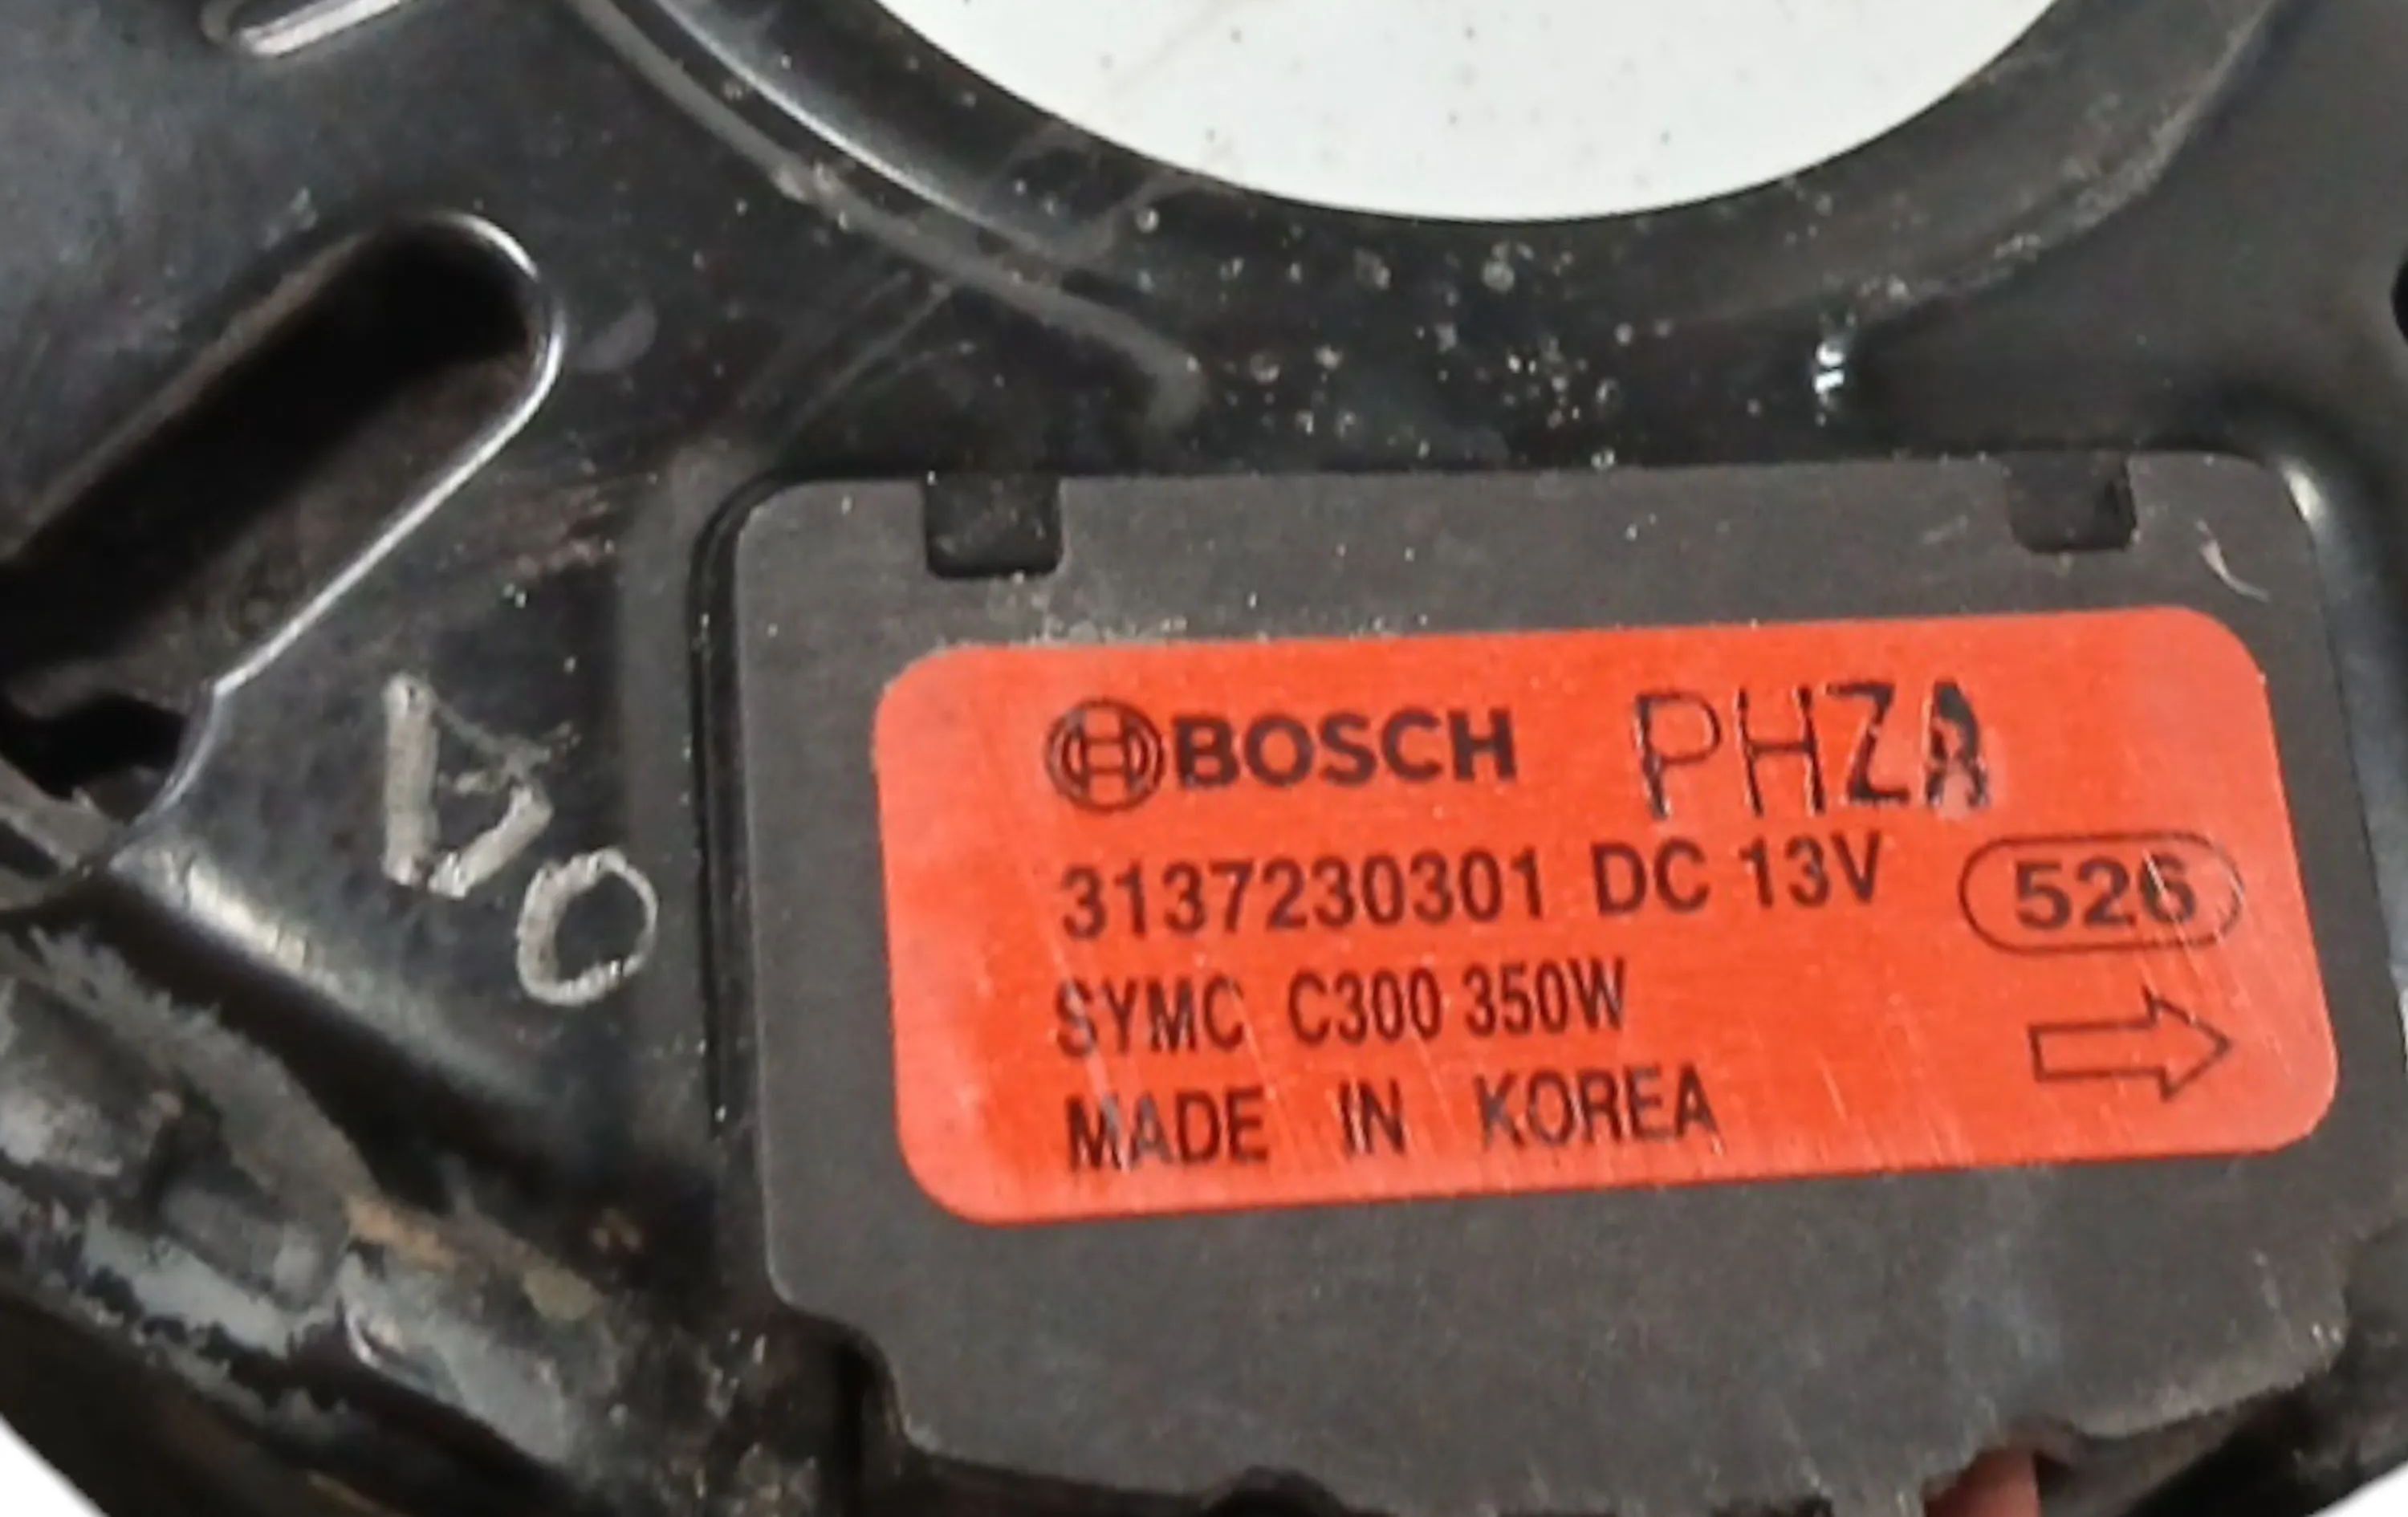 BOSCH PHZA
3137230301 DC 13V 526
SYMC C300 350W
MADE IN KOREA